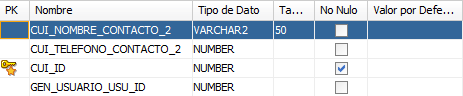 PK Nombre Tipo de Dato Ta... No Nulo Valor por Defe...
CUI_NOMBRE_CONTACTO_2 VARCHAR2 50
CUI_TELEFONO_CONTACTO_2 NUMBER
CUI_ID NUMBER
GEN_USUARIO_USU_ID NUMBER